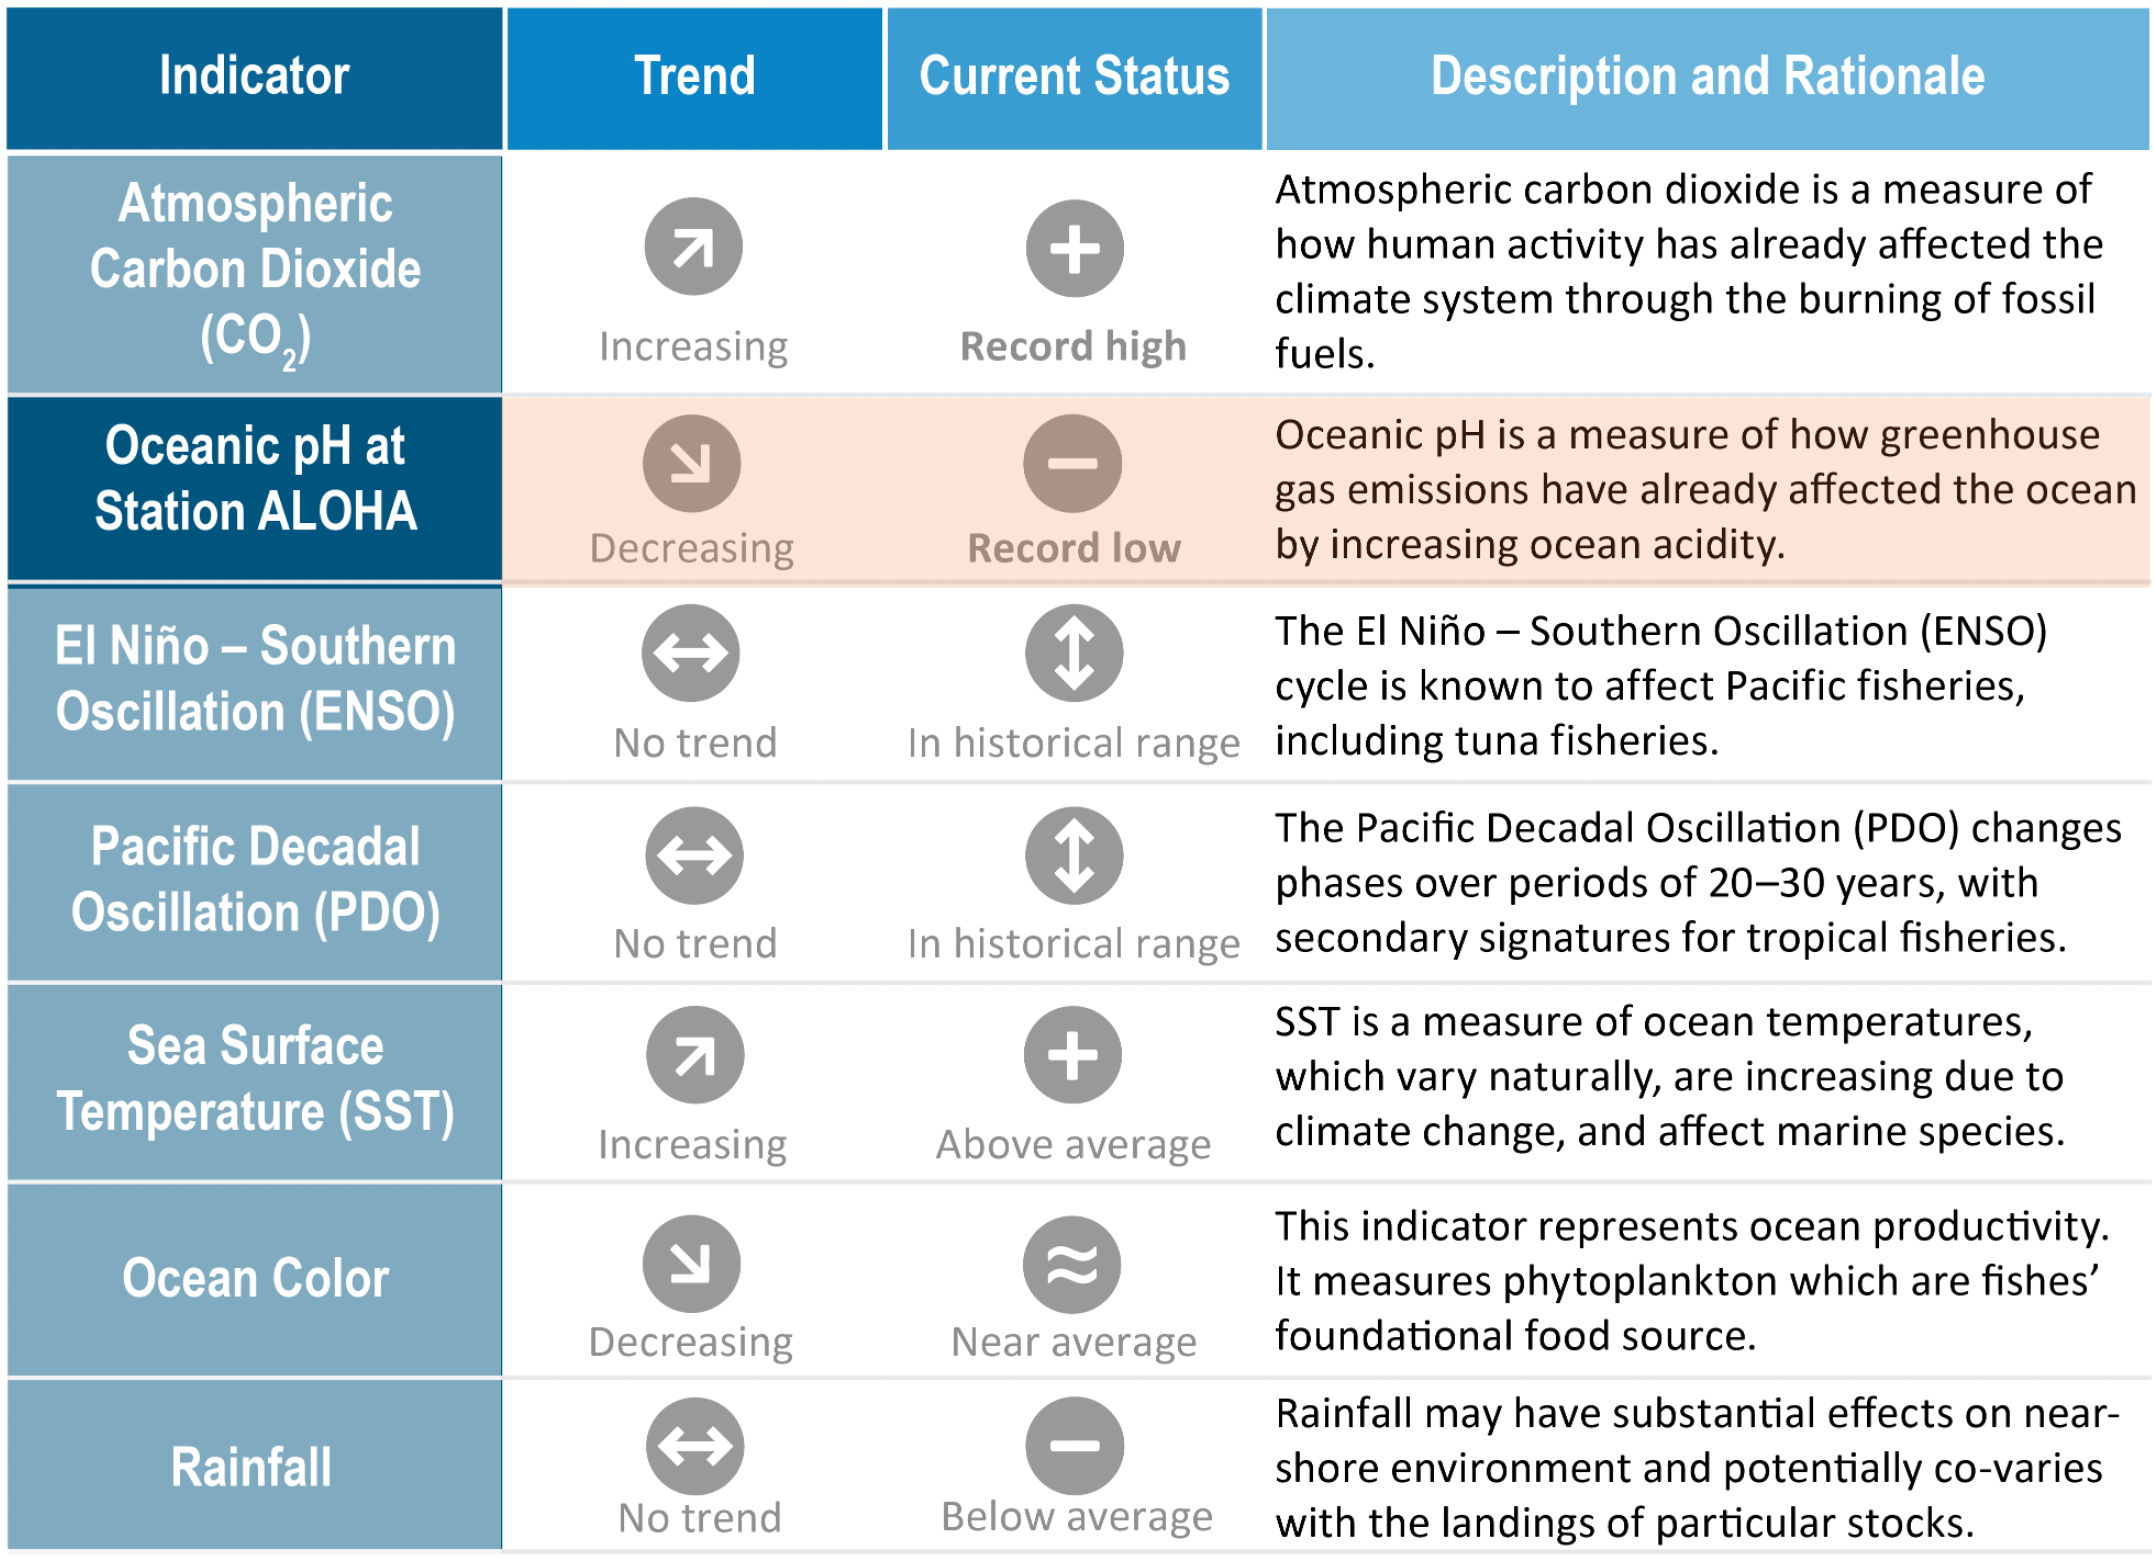 Indicator
Trend
Current Status
Description and Rationale
Atmospheric
Carbon Dioxide
(CO₂)
Increasing
Record high
Atmospheric carbon dioxide is a measure of
how human activity has already affected the
climate system through the burning of fossil
fuels.
Oceanic pH at
Station ALOHA
Decreasing
Record low
Oceanic pH is a measure of how greenhouse
gas emissions have already affected the ocean
by increasing ocean acidity.
El Niño – Southern
Oscillation (ENSO)
No trend
In historical range
The El Niño – Southern Oscillation (ENSO)
cycle is known to affect Pacific fisheries,
including tuna fisheries.
Pacific Decadal
Oscillation (PDO)
No trend
In historical range
The Pacific Decadal Oscillation (PDO) changes
phases over periods of 20–30 years, with
secondary signatures for tropical fisheries.
Sea Surface
Temperature (SST)
Increasing
Above average
SST is a measure of ocean temperatures,
which vary naturally, are increasing due to
climate change, and affect marine species.
Ocean Color
Decreasing
Near average
This indicator represents ocean productivity.
It measures phytoplankton which are fishes’
foundational food source.
Rainfall
No trend
Below average
Rainfall may have substantial effects on near-
shore environment and potentially co-varies
with the landings of particular stocks.